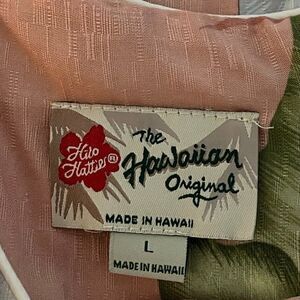 Hilo
Hattie®
The
Hawaiian
Original
MADE IN HAWAII
L
MADE IN HAWAII